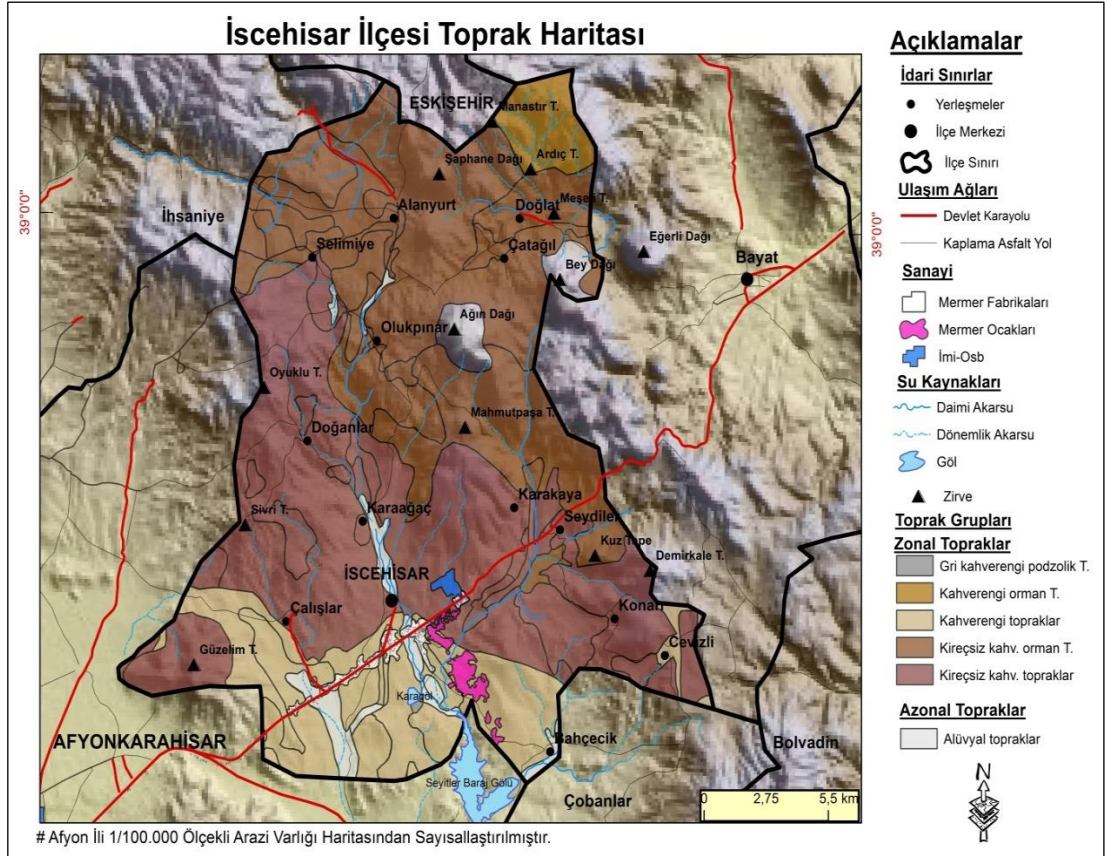 İscehisar İlçesi Toprak Haritası
ESKİŞEHİR
Manastır T.
Şaphane Dağı
Ardıç T.
39°0'0"
İhsaniye
Alanyurt
Doğlat
Meşeli T.
39°0'0"
Selimiye
Çatağıl
Eğerli Dağı
Bayat
Bey Dağı
Ağın Dağı
Olukpınar
Oyuklu T.
Mahmutpaşa T.
Doğanlar
Karakaya
Sivri T.
Karaağaç
Seydiler
Kuz Tepe
Demirkale T.
İSCEHİSAR
Çalışlar
Konarı
Güzelim T.
Cevizli
Karagöl
AFYONKARAHİSAR
Bahçecik
Bolvadin
Seyitler Baraj Gölü
Çobanlar
0 2,75 5,5 km
# Afyon İli 1/100.000 Ölçekli Arazi Varlığı Haritasından Sayısallaştırılmıştır.
Açıklamalar
İdari Sınırlar
Yerleşmeler
İlçe Merkezi
İlçe Sınırı
Ulaşım Ağları
Devlet Karayolu
Kaplama Asfalt Yol
Sanayi
Mermer Fabrikaları
Mermer Ocakları
İmi-Osb
Su Kaynakları
Daimi Akarsu
Dönemlik Akarsu
Göl
Zirve
Toprak Grupları
Zonal Topraklar
Gri kahverengi podzolik T.
Kahverengi orman T.
Kahverengi topraklar
Kireçsiz kahv. orman T.
Kireçsiz kahv. topraklar
Azonal Topraklar
Alüvyal topraklar
N